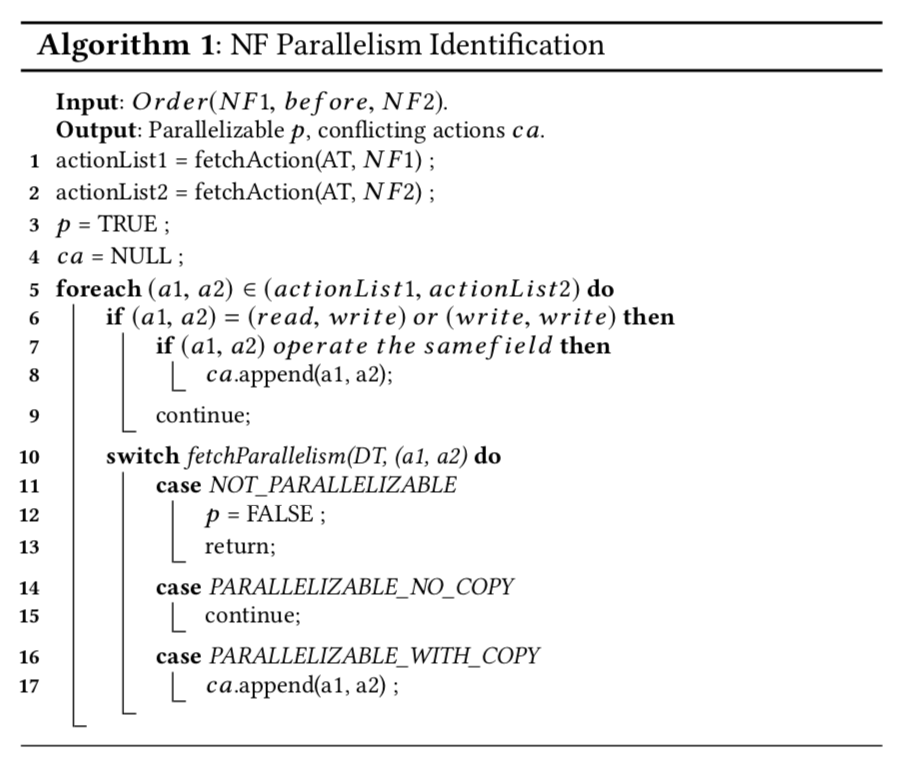 Algorithm 1: NF Parallelism Identification
Input: Order(NF1, before, NF2).
Output: Parallelizable p, conflicting actions ca.
1 actionList1 = fetchAction(AT, NF1) ;
2 actionList2 = fetchAction(AT, NF2) ;
3 p = TRUE ;
4 ca = NULL ;
5 foreach (a1, a2) ∈ (actionList1, actionList2) do
6 if (a1, a2) = (read, write) or (write, write) then
7 if (a1, a2) operate the samefield then
8 ca.append(a1, a2);
9 continue;
10 switch fetchParallelism(DT, (a1, a2) do
11 case NOT_PARALLELIZABLE
12 p = FALSE ;
13 return;
14 case PARALLELIZABLE_NO_COPY
15 continue;
16 case PARALLELIZABLE_WITH_COPY
17 ca.append(a1, a2) ;